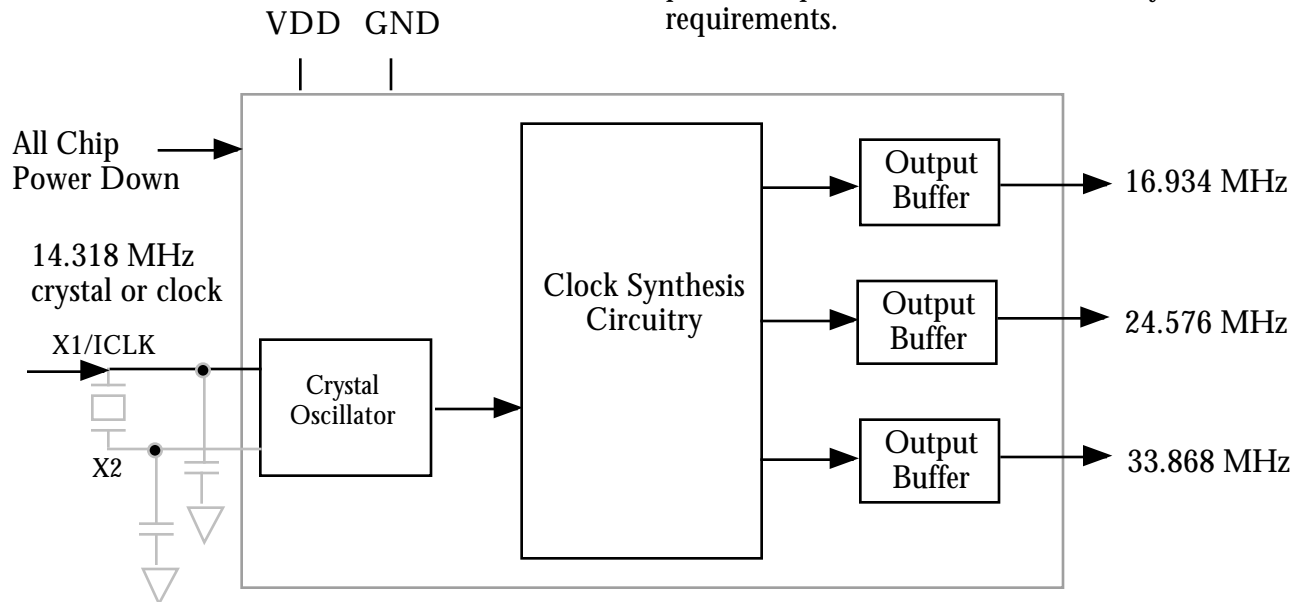 requirements.
VDD GND
All Chip
Power Down
14.318 MHz
crystal or clock
X1/ICLK
X2
Crystal
Oscillator
Clock Synthesis
Circuitry
Output
Buffer
16.934 MHz
Output
Buffer
24.576 MHz
Output
Buffer
33.868 MHz